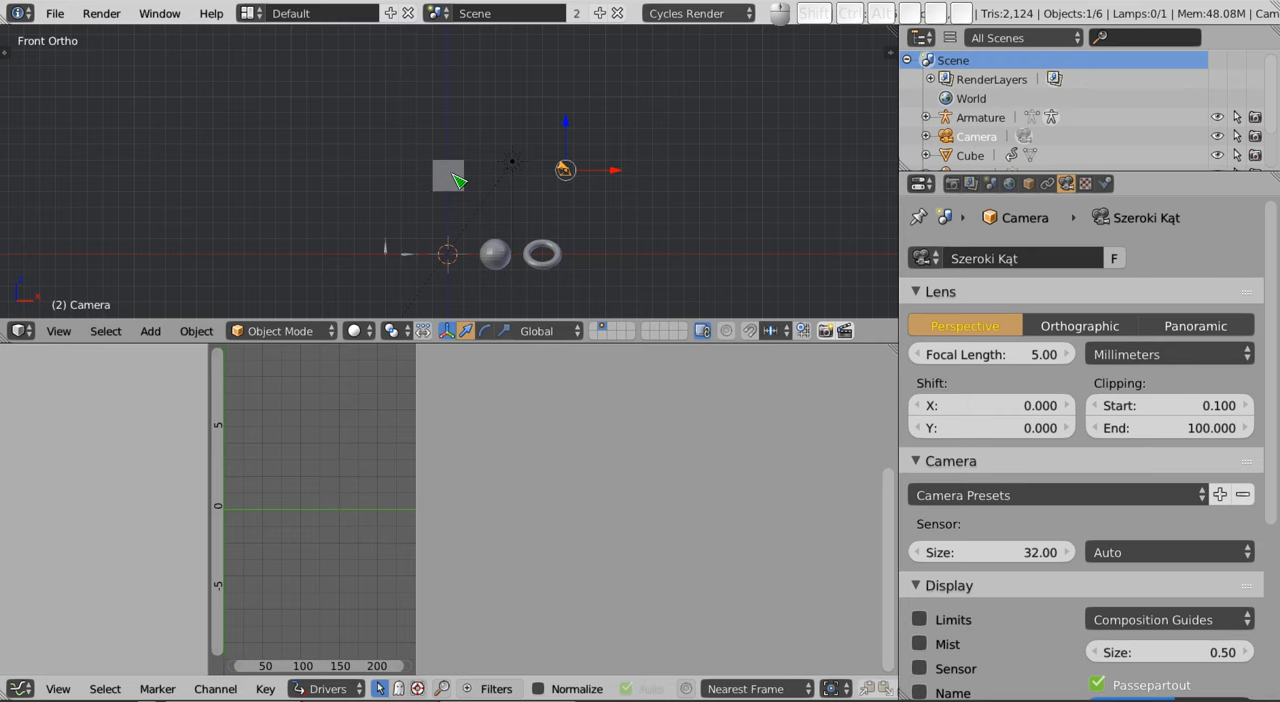 File Render Window Help Default Scene 2 Cycles Render Shift Ctrl Alt | Tris:2,124 | Objects:1/6 | Lamps:0/1 | Mem:48.08M | Cam
Front Ortho
View Search All Scenes
Scene
RenderLayers
World
Armature
Camera
Cube
Camera Szeroki Kąt
Szeroki Kąt F
Lens
Perspective Orthographic Panoramic
Focal Length: 5.00 Millimeters
Shift: Clipping:
X: 0.000 Start: 0.100
Y: 0.000 End: 100.000
Camera
Camera Presets
Sensor:
Size: 32.00 Auto
Display
Limits Composition Guides
Mist Size: 0.50
Sensor
Name Passepartout
(2) Camera
View Select Add Object Object Mode Global
5
0
-5
50 100 150 200
View Select Marker Channel Key Drivers Filters Normalize Auto Nearest Frame